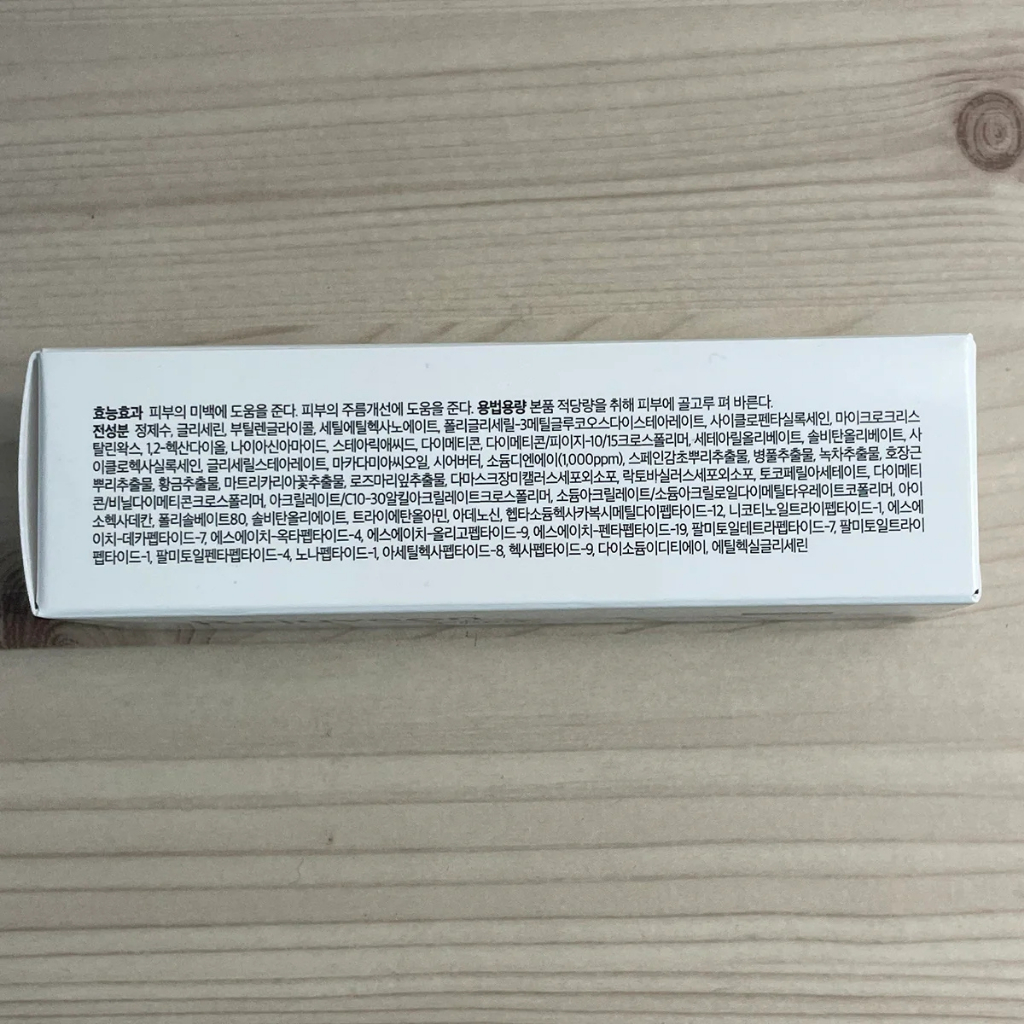 효능효과 피부의 미백에 도움을 준다. 피부의 주름개선에 도움을 준다. 용법용량 본품 적당량을 취해 피부에 골고루 펴 바른다.
전성분 정제수, 글리세린, 부틸렌글라이콜, 세틸에틸헥사노에이트, 폴리글리세릴-3메틸글루코오스다이스테아레이트, 사이클로펜타실록세인, 마이크로크리스
탈린왁스, 1,2-헥산다이올, 나이아신아마이드, 스테아릭애씨드, 다이메티콘, 다이메티콘/피이지-10/15크로스폴리머, 세테아릴올리베이트, 솔비탄올리베이트, 사
이클로헥사실록세인, 글리세릴스테아레이트, 마카다미아씨오일, 시어버터, 소듐디엔에이(1,000ppm), 스페인감초뿌리추출물, 병풀추출물, 녹차추출물, 호장근
뿌리추출물, 황금추출물, 마트리카리아꽃추출물, 로즈마리잎추출물, 다마스크장미캘러스세포외소포, 락토바실러스세포외소포, 토코페릴아세테이트, 다이메티
콘/비닐다이메티콘크로스폴리머, 아크릴레이트/C10-30알킬아크릴레이트크로스폴리머, 소듐아크릴레이트/소듐아크릴로일다이메틸타우레이트코폴리머, 아이
소헥사데칸, 폴리솔베이트80, 솔비탄올리에이트, 트라이에탄올아민, 아데노신, 헵타소듐헥사카복시메틸다이펩타이드-12, 니코티노일트라이펩타이드-1, 에스에
이치-데카펩타이드-7, 에스에이치-옥타펩타이드-4, 에스에이치-올리고펩타이드-9, 에스에이치-펜타펩타이드-19, 팔미토일테트라펩타이드-7, 팔미토일트라이
펩타이드-1, 팔미토일펜타펩타이드-4, 노나펩타이드-1, 아세틸헥사펩타이드-8, 헥사펩타이드-9, 다이소듐이디티에이, 에틸헥실글리세린